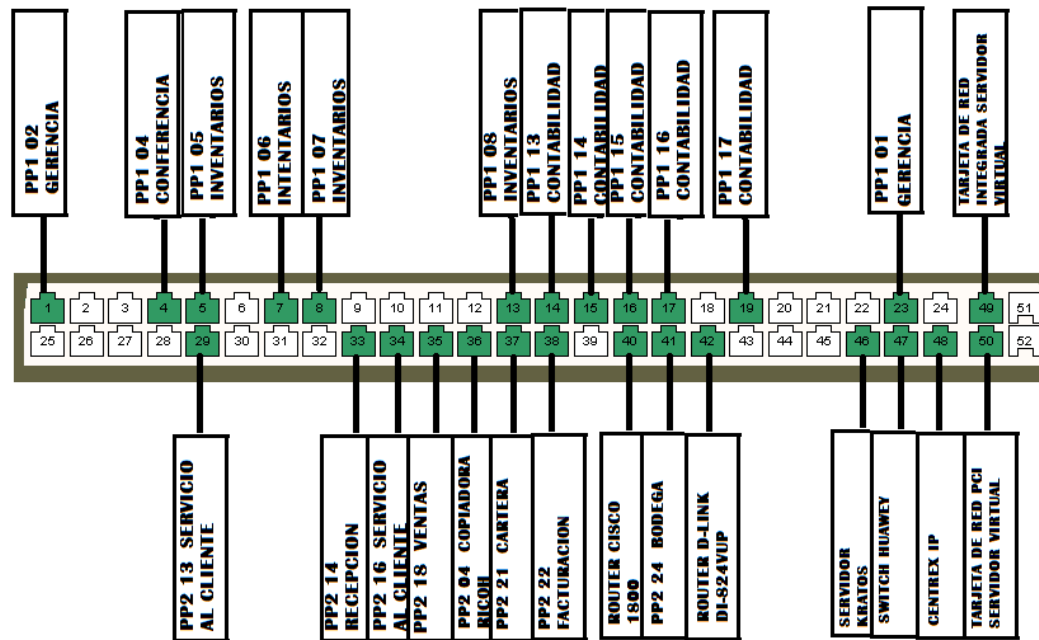 PP1 02
GERENCIA
PP1 04
CONFERENCIA
PP1 05
INVENTARIOS
PP1 06
INTENTARIOS
PP1 07
INVENTARIOS
PP1 08
INVENTARIOS
PP1 13
CONTABILIDAD
PP1 14
CONTABILIDAD
PP1 15
CONTABILIDAD
PP1 16
CONTABILIDAD
PP1 17
CONTABILIDAD
PP1 01
GERENCIA
TARJETA DE RED
INTEGRADA SERVIDOR
VIRTUAL
1 2 3 4 5 6 7 8 9 10 11 12 13 14 15 16 17 18 19 20 21 22 23 24 49 51
25 26 27 28 29 30 31 32 33 34 35 36 37 38 39 40 41 42 43 44 45 46 47 48 50 52
PP2 13 SERVICIO
AL CLIENTE
PP2 14
RECEPCION
PP2 16 SERVICIO
AL CLIENTE
PP2 18 VENTAS
PP2 04 COPIADORA
RICOH
PP2 21 CARTERA
PP2 22
FACTURACION
ROUTER CISCO
1800
PP2 24 BODEGA
ROUTER D-LINK
DI-824VUP
SERVIDOR
KRATOS
SWITCH HUAWEY
CENTREX IP
TARJETA DE RED PCI
SERVIDOR VIRTUAL